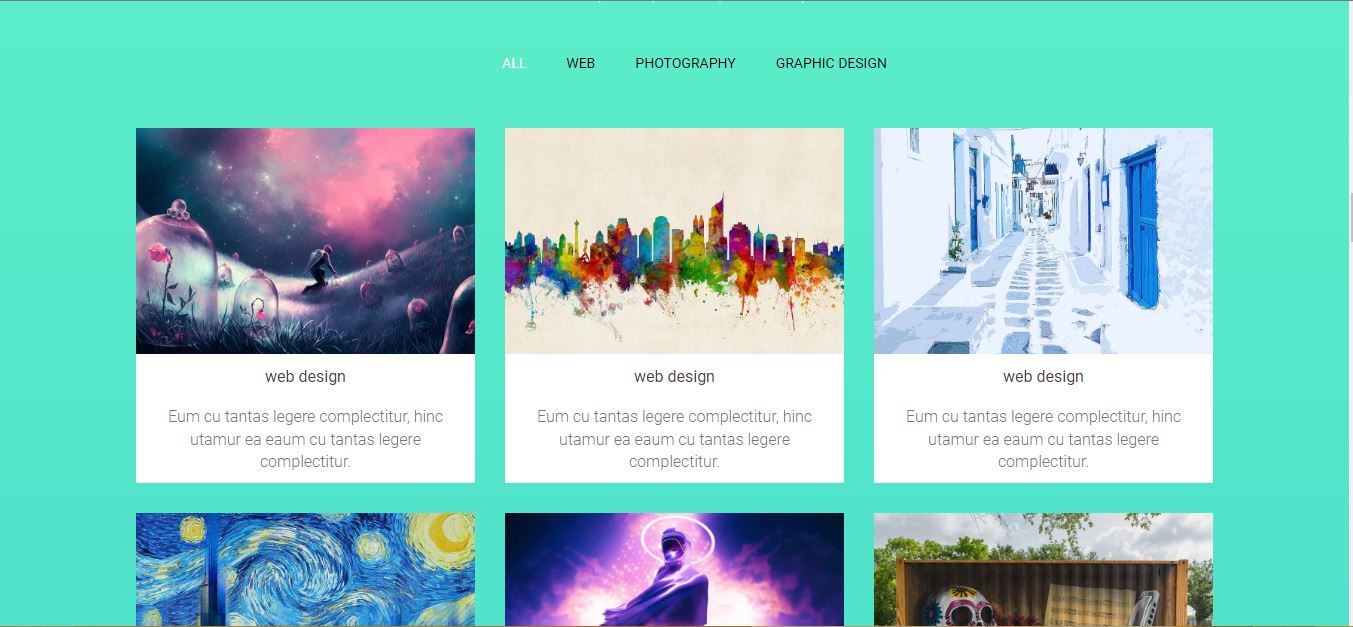 ALL WEB PHOTOGRAPHY GRAPHIC DESIGN
web design
Eum cu tantas legere complectitur, hinc
utamur ea eaum cu tantas legere
complectitur.
web design
Eum cu tantas legere complectitur, hinc
utamur ea eaum cu tantas legere
complectitur.
web design
Eum cu tantas legere complectitur, hinc
utamur ea eaum cu tantas legere
complectitur.